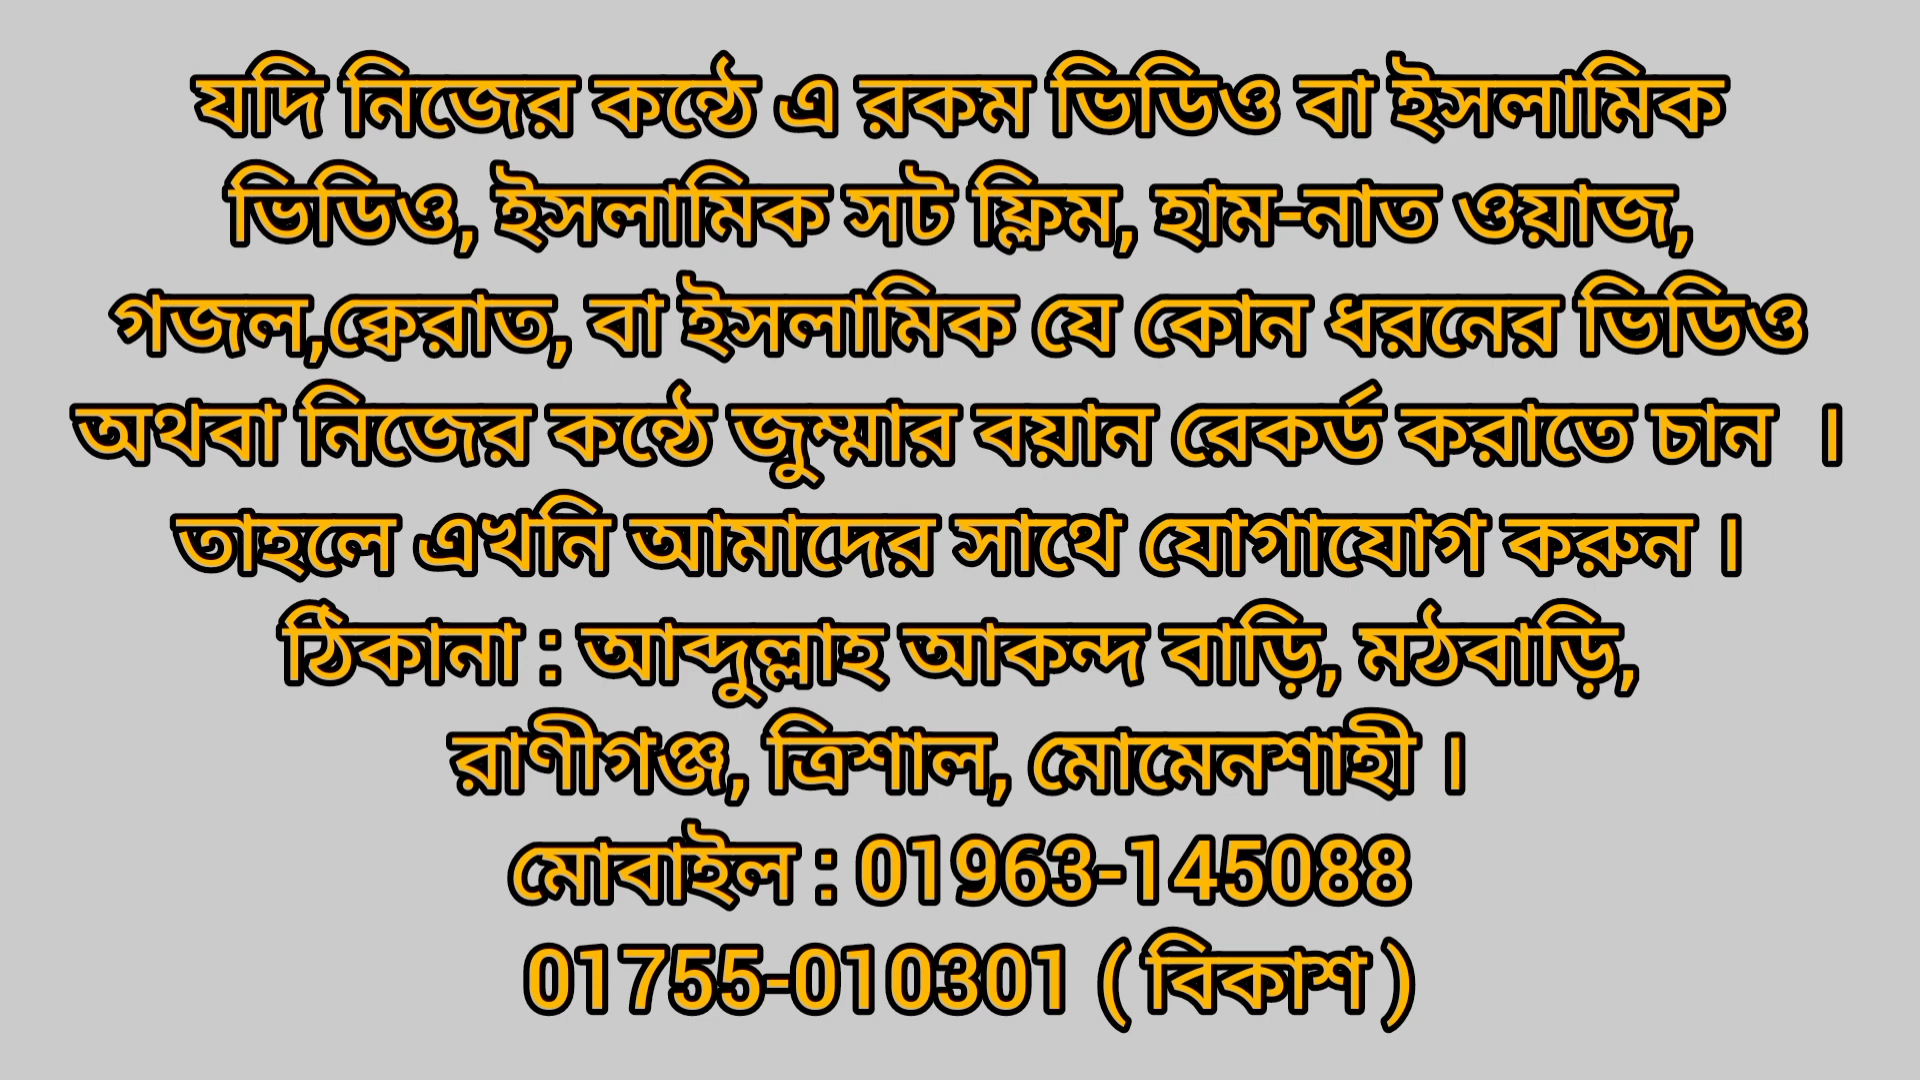 যদি নিজের কন্ঠে এ রকম ভিডিও বা ইসলামিক
ভিডিও, ইসলামিক সট ফ্লিম, হাম-নাত ওয়াজ,
গজল,ক্বেরাত, বা ইসলামিক যে কোন ধরনের ভিডিও
অথবা নিজের কন্ঠে জুম্মার বয়ান রেকর্ড করাতে চান ।
তাহলে এখনি আমাদের সাথে যোগাযোগ করুন ।
ঠিকানা : আব্দুল্লাহ আকন্দ বাড়ি, মঠবাড়ি,
রাণীগঞ্জ, ত্রিশাল, মোমেনশাহী ।
মোবাইল : 01963-145088
01755-010301 ( বিকাশ )